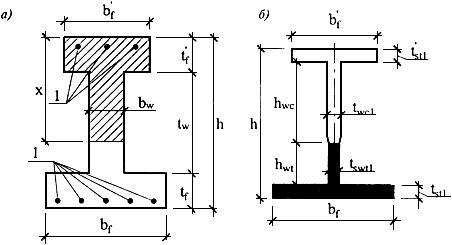 а)
b'f
x
1
t'f
bw
tw
h
1
tf
bf
б)
b'f
t'st1
hwc
twc1
h
hwt
tswt1
tst1
bf